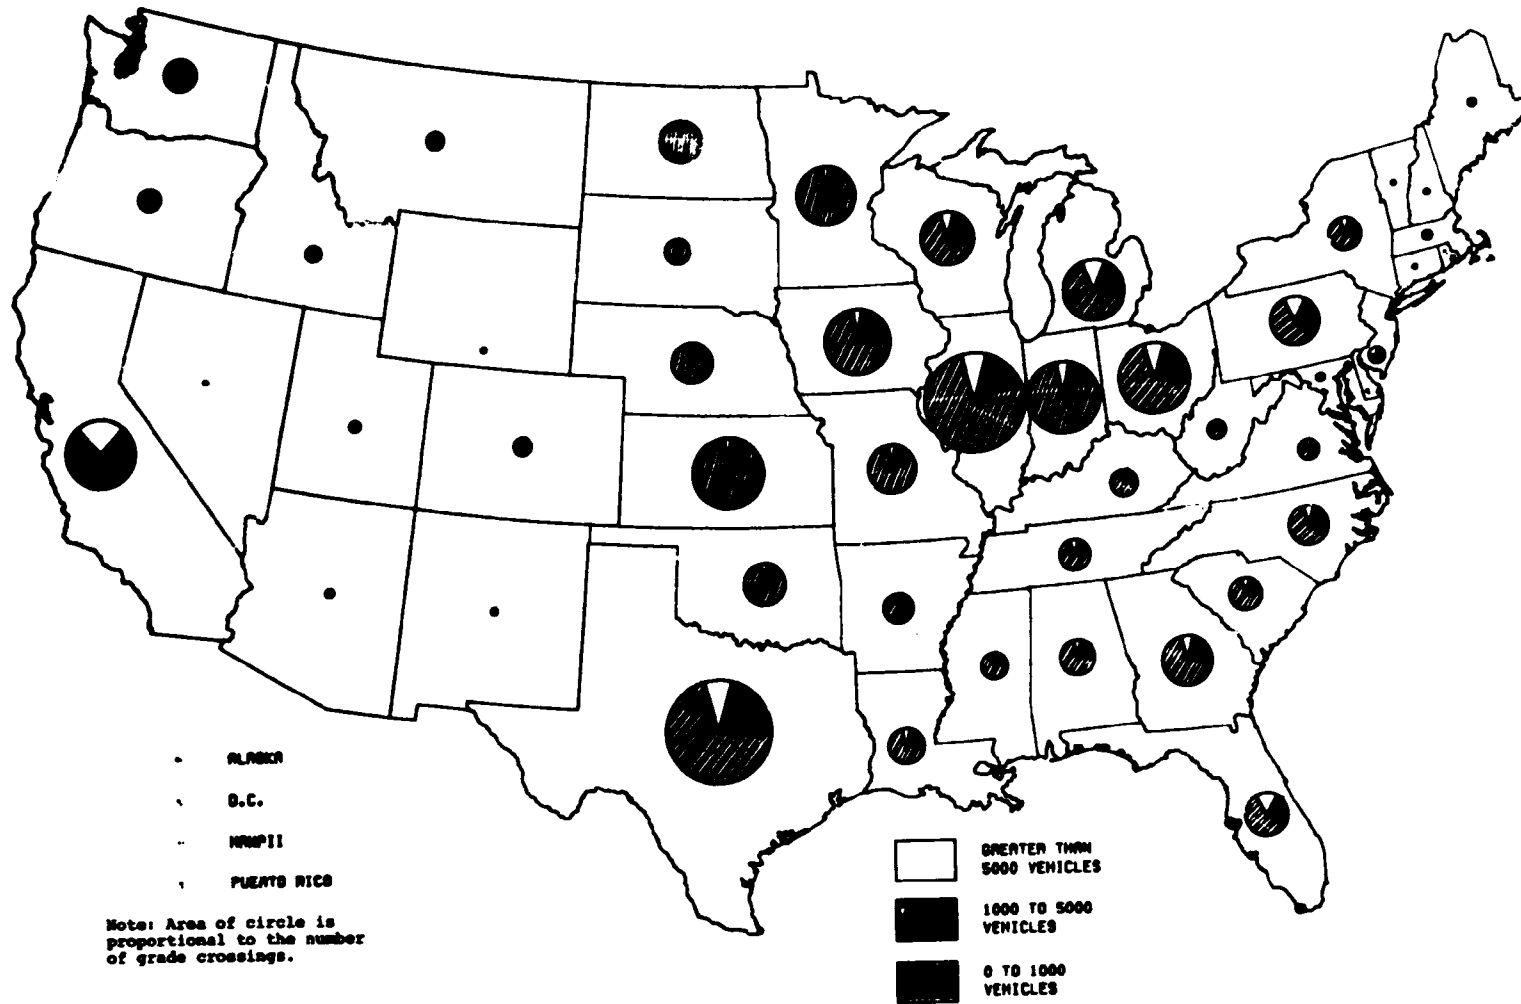 ALASKA
D.C.
HAWAII
PUERTO RICO
Note: Area of circle is
proportional to the number
of grade crossings.
GREATER THAN
5000 VEHICLES
1000 TO 5000
VEHICLES
0 TO 1000
VEHICLES